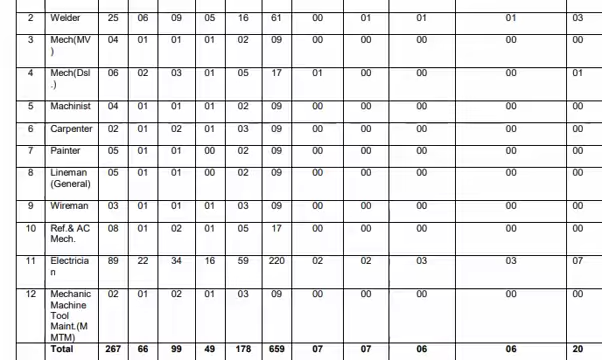 2 Welder 25 06 09 05 16 61 00 01 01 01 03
3 Mech(MV 04 01 01 01 02 09 00 00 00 00 00
)
4 Mech(Dsl 06 02 03 01 05 17 01 00 00 00 01
.)
5 Machinist 04 01 01 01 02 09 00 00 00 00 00
6 Carpenter 02 01 02 01 03 09 00 00 00 00 00
7 Painter 05 01 01 00 02 09 00 00 00 00 00
8 Lineman 05 01 01 00 02 09 00 00 00 00 00
(General)
9 Wireman 03 01 01 01 03 09 00 00 00 00 00
10 Ref.& AC 08 01 02 01 05 17 00 00 00 00 00
Mech.
11 Electricia 89 22 34 16 59 220 02 02 03 03 07
n
12 Mechanic 02 01 02 01 03 09 00 00 00 00 00
Machine
Tool
Maint.(M
MTM)
Total 267 66 99 49 178 659 07 07 06 06 20